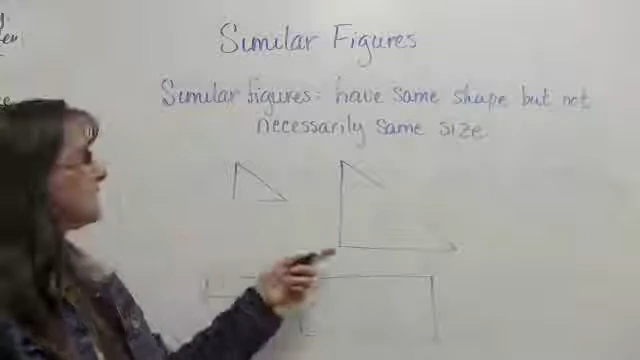 Similar Figures
Similar figures: have same shape but not
necessarily same size.